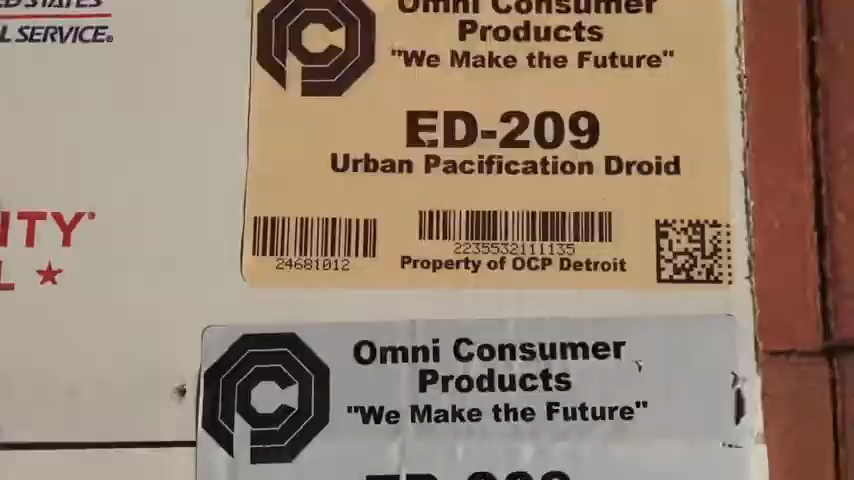 L SERVICE®
ITY®
L
Omni Consumer
Products
"We Make the Future"
ED-209
Urban Pacification Droid
24681012
2235532111135
Property of OCP Detroit
Omni Consumer
Products
"We Make the Future"